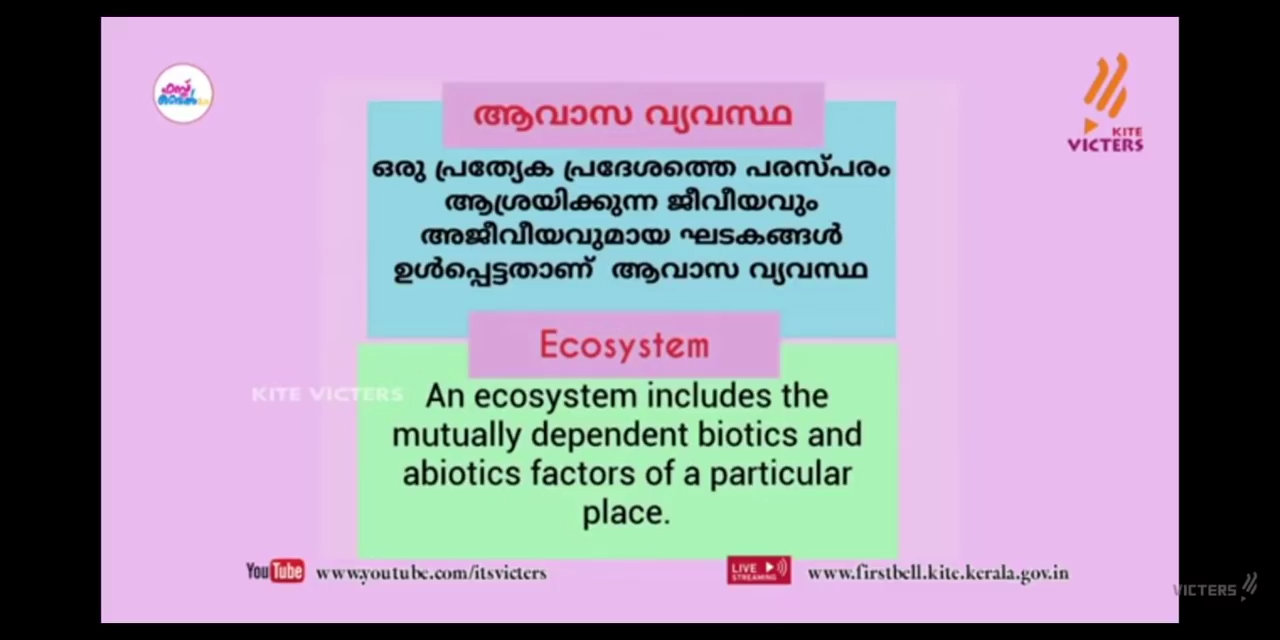 ആവാസ വ്യവസ്ഥ
ഒരു പ്രത്യേക പ്രദേശത്തെ പരസ്പരം
ആശ്രയിക്കുന്ന ജീവീയവും
അജീവീയവുമായ ഘടകങ്ങൾ
ഉൾപ്പെട്ടതാണ് ആവാസ വ്യവസ്ഥ
Ecosystem
An ecosystem includes the
mutually dependent biotics and
abiotics factors of a particular
place.
KITE VICTERS
KITE
VICTERS
YouTube www.youtube.com/itsvicters
LIVE
STREAMING
www.firstbell.kite.kerala.gov.in
VICTERS